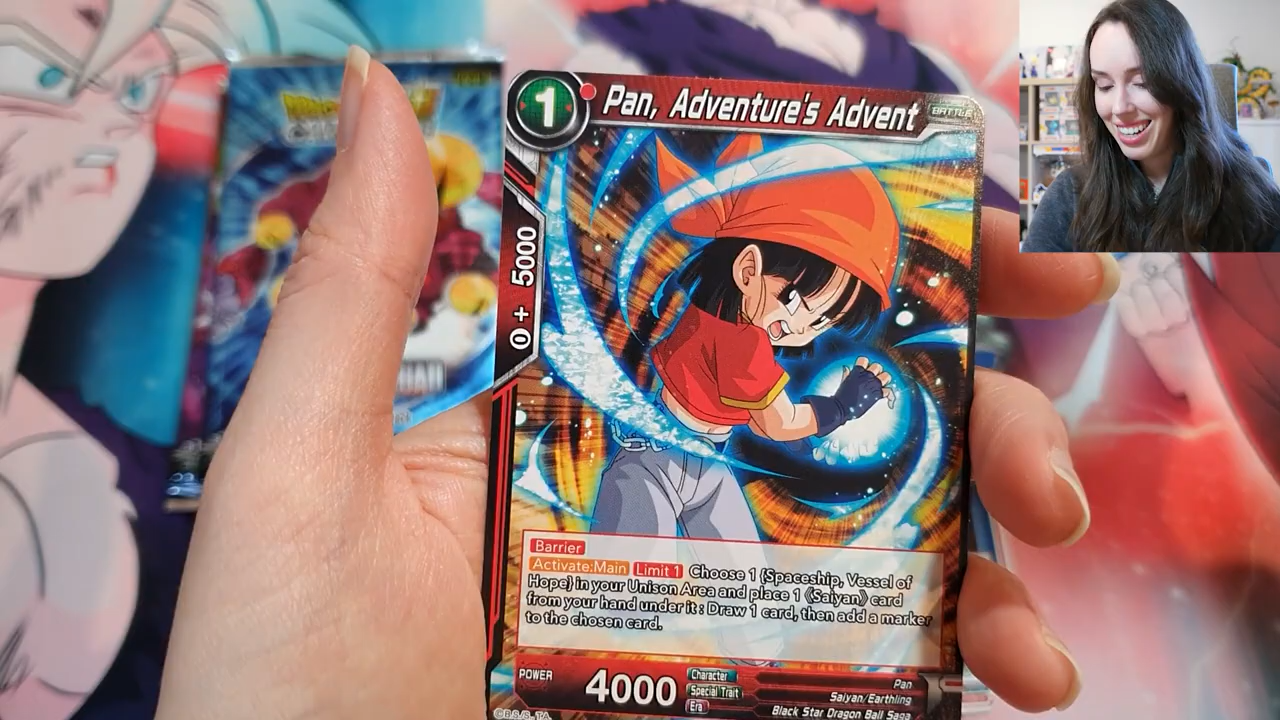 1
Pan, Adventure's Advent
BATTLE
0 + 5000
Barrier
Activate:Main Limit 1 Choose 1 {Spaceship, Vessel of
Hope} in your Unison Area and place 1 《Saiyan》 card
from your hand under it : Draw 1 card, then add a marker
to the chosen card.
POWER
4000
Character Pan
Special Trait Saiyan/Earthling
Era Black Star Dragon Ball Saga